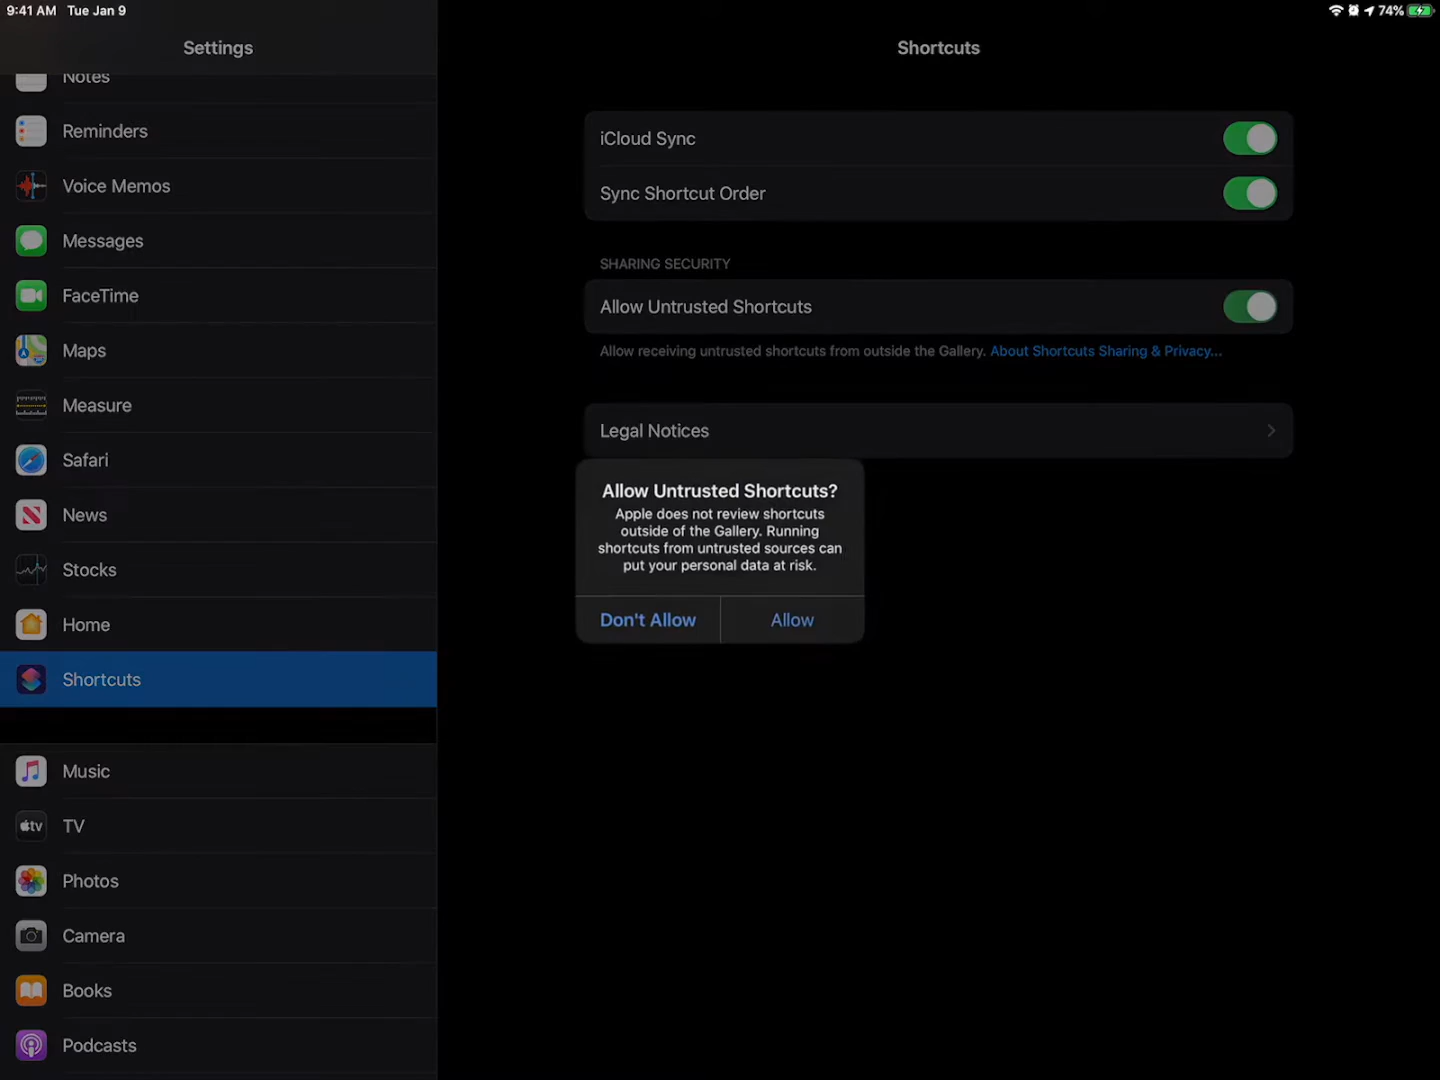 9:41 AM Tue Jan 9
74%
Settings
Notes
Reminders
Voice Memos
Messages
FaceTime
Maps
Measure
Safari
News
Stocks
Home
Shortcuts
Music
tv
TV
Photos
Camera
Books
Podcasts
Shortcuts
iCloud Sync
Sync Shortcut Order
SHARING SECURITY
Allow Untrusted Shortcuts
Allow receiving untrusted shortcuts from outside the Gallery. About Shortcuts Sharing & Privacy...
Legal Notices
Allow Untrusted Shortcuts?
Apple does not review shortcuts
outside of the Gallery. Running
shortcuts from untrusted sources can
put your personal data at risk.
Don't Allow
Allow